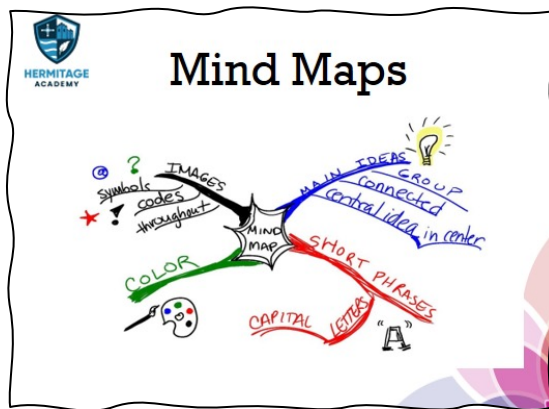 HERMITAGE
ACADEMY
Mind Maps
IMAGES
symbols
codes
throughout
@
?
!
MAIN IDEAS
GROUP
connected
central idea in center
MIND
MAP
COLOR
SHORT PHRASES
CAPITAL
LETTERS
"A"